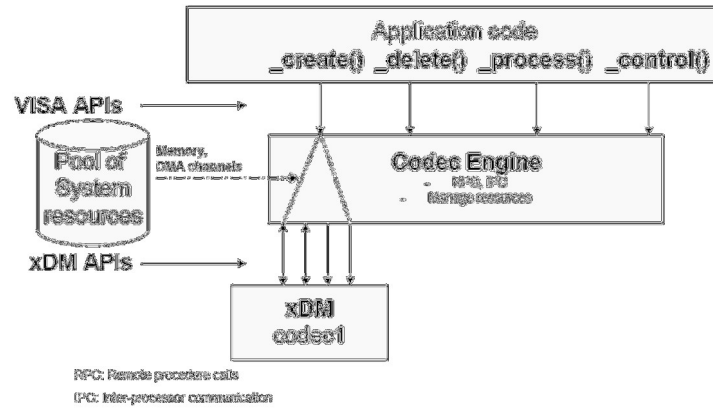 Application code
_create() _delete() _process() _control()
VISA APIs
Pool of
System
resources
Memory,
DMA channels
Codec Engine
- RPC, IPC
- Manage resources
xDM APIs
xDM
codec1
RPC: Remote procedure calls
IPC: Inter-processor communication